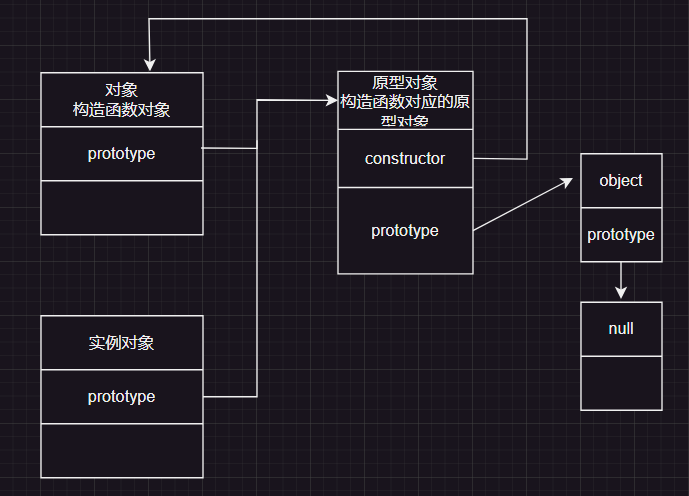 对象
构造函数对象
prototype
原型对象
构造函数对应的原
型对象
constructor
prototype
object
prototype
null
实例对象
prototype